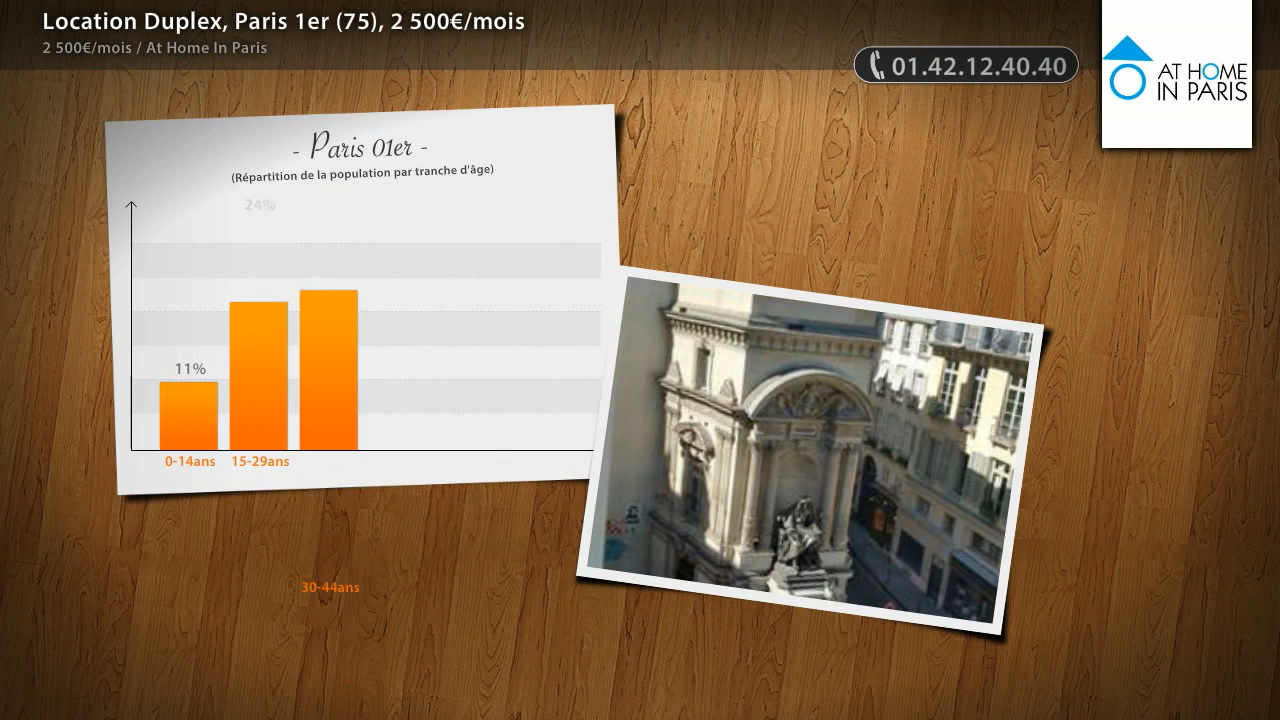 Location Duplex, Paris 1er (75), 2 500€/mois
2 500€/mois / At Home In Paris
01.42.12.40.40
AT HOME
IN PARIS
- Paris 01er -
(Répartition de la population par tranche d'âge)
24%
11%
0-14ans
15-29ans
30-44ans